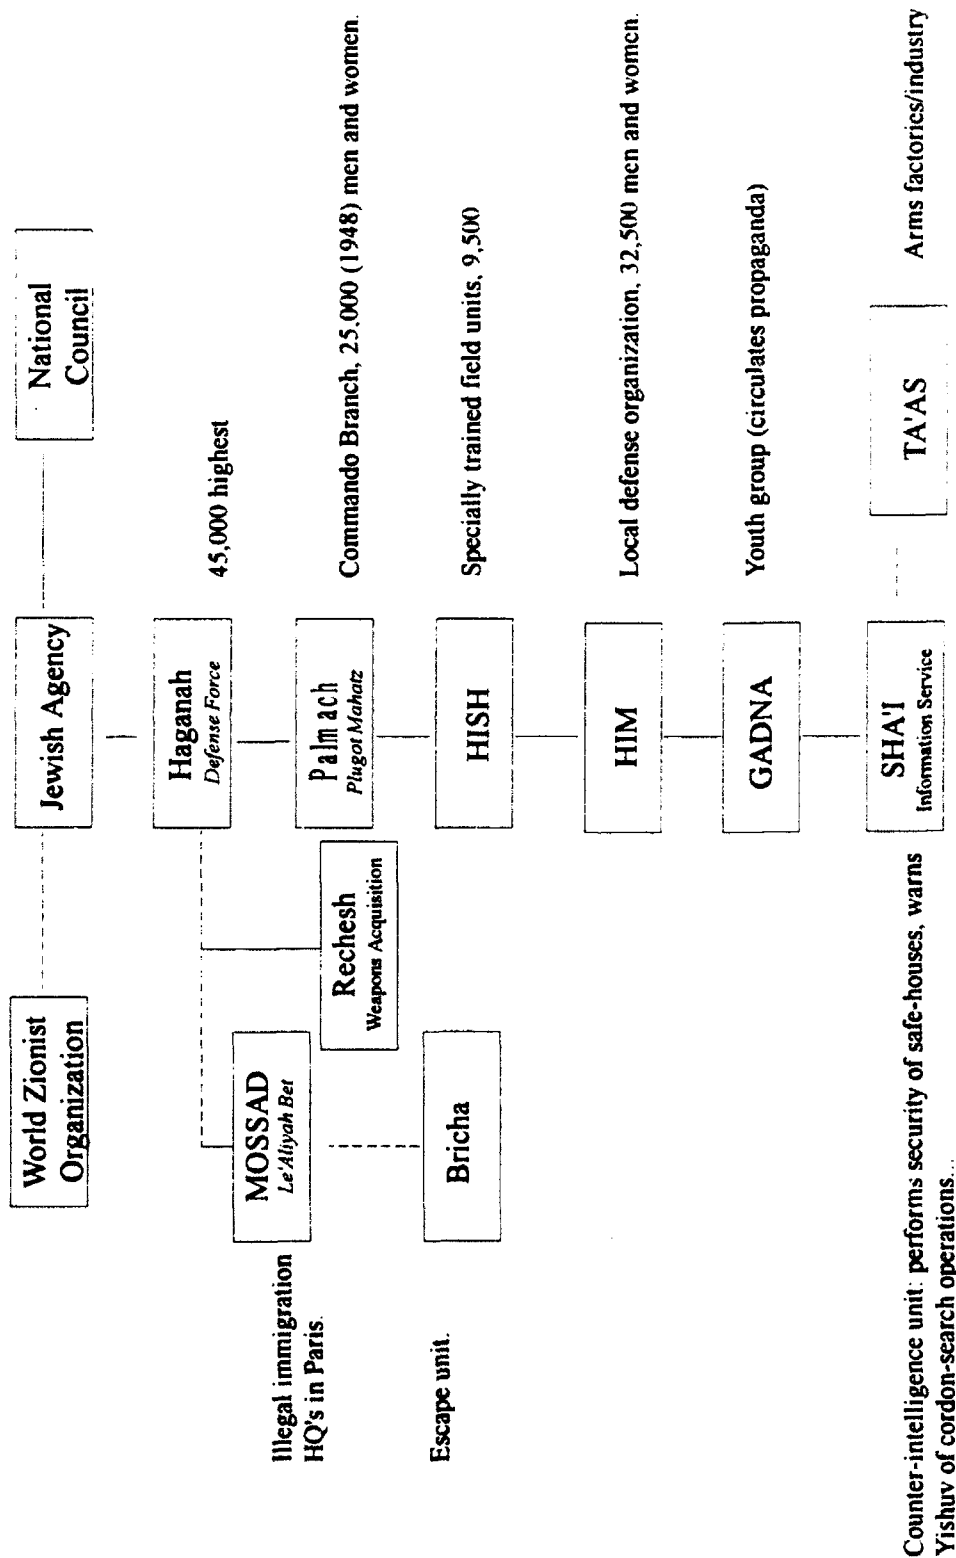 World Zionist
Organization
Jewish Agency
National
Council
Haganah
Defense Force
45,000 highest
MOSSAD
Le'Aliyah Bet
Illegal immigration
HQ's in Paris.
Rechesh
Weapons Acquisition
Palmach
Plugot Mahatz
Commando Branch, 25.000 (1948) men and women.
Bricha
Escape unit.
HISH
Specially trained field units, 9,500
HIM
Local defense organization, 32,500 men and women.
GADNA
Youth group (circulates propaganda)
SHA'I
Information Service
TA'AS
Arms factories/industry
Counter-intelligence unit: performs security of safe-houses, warns
Yishuv of cordon-search operations...